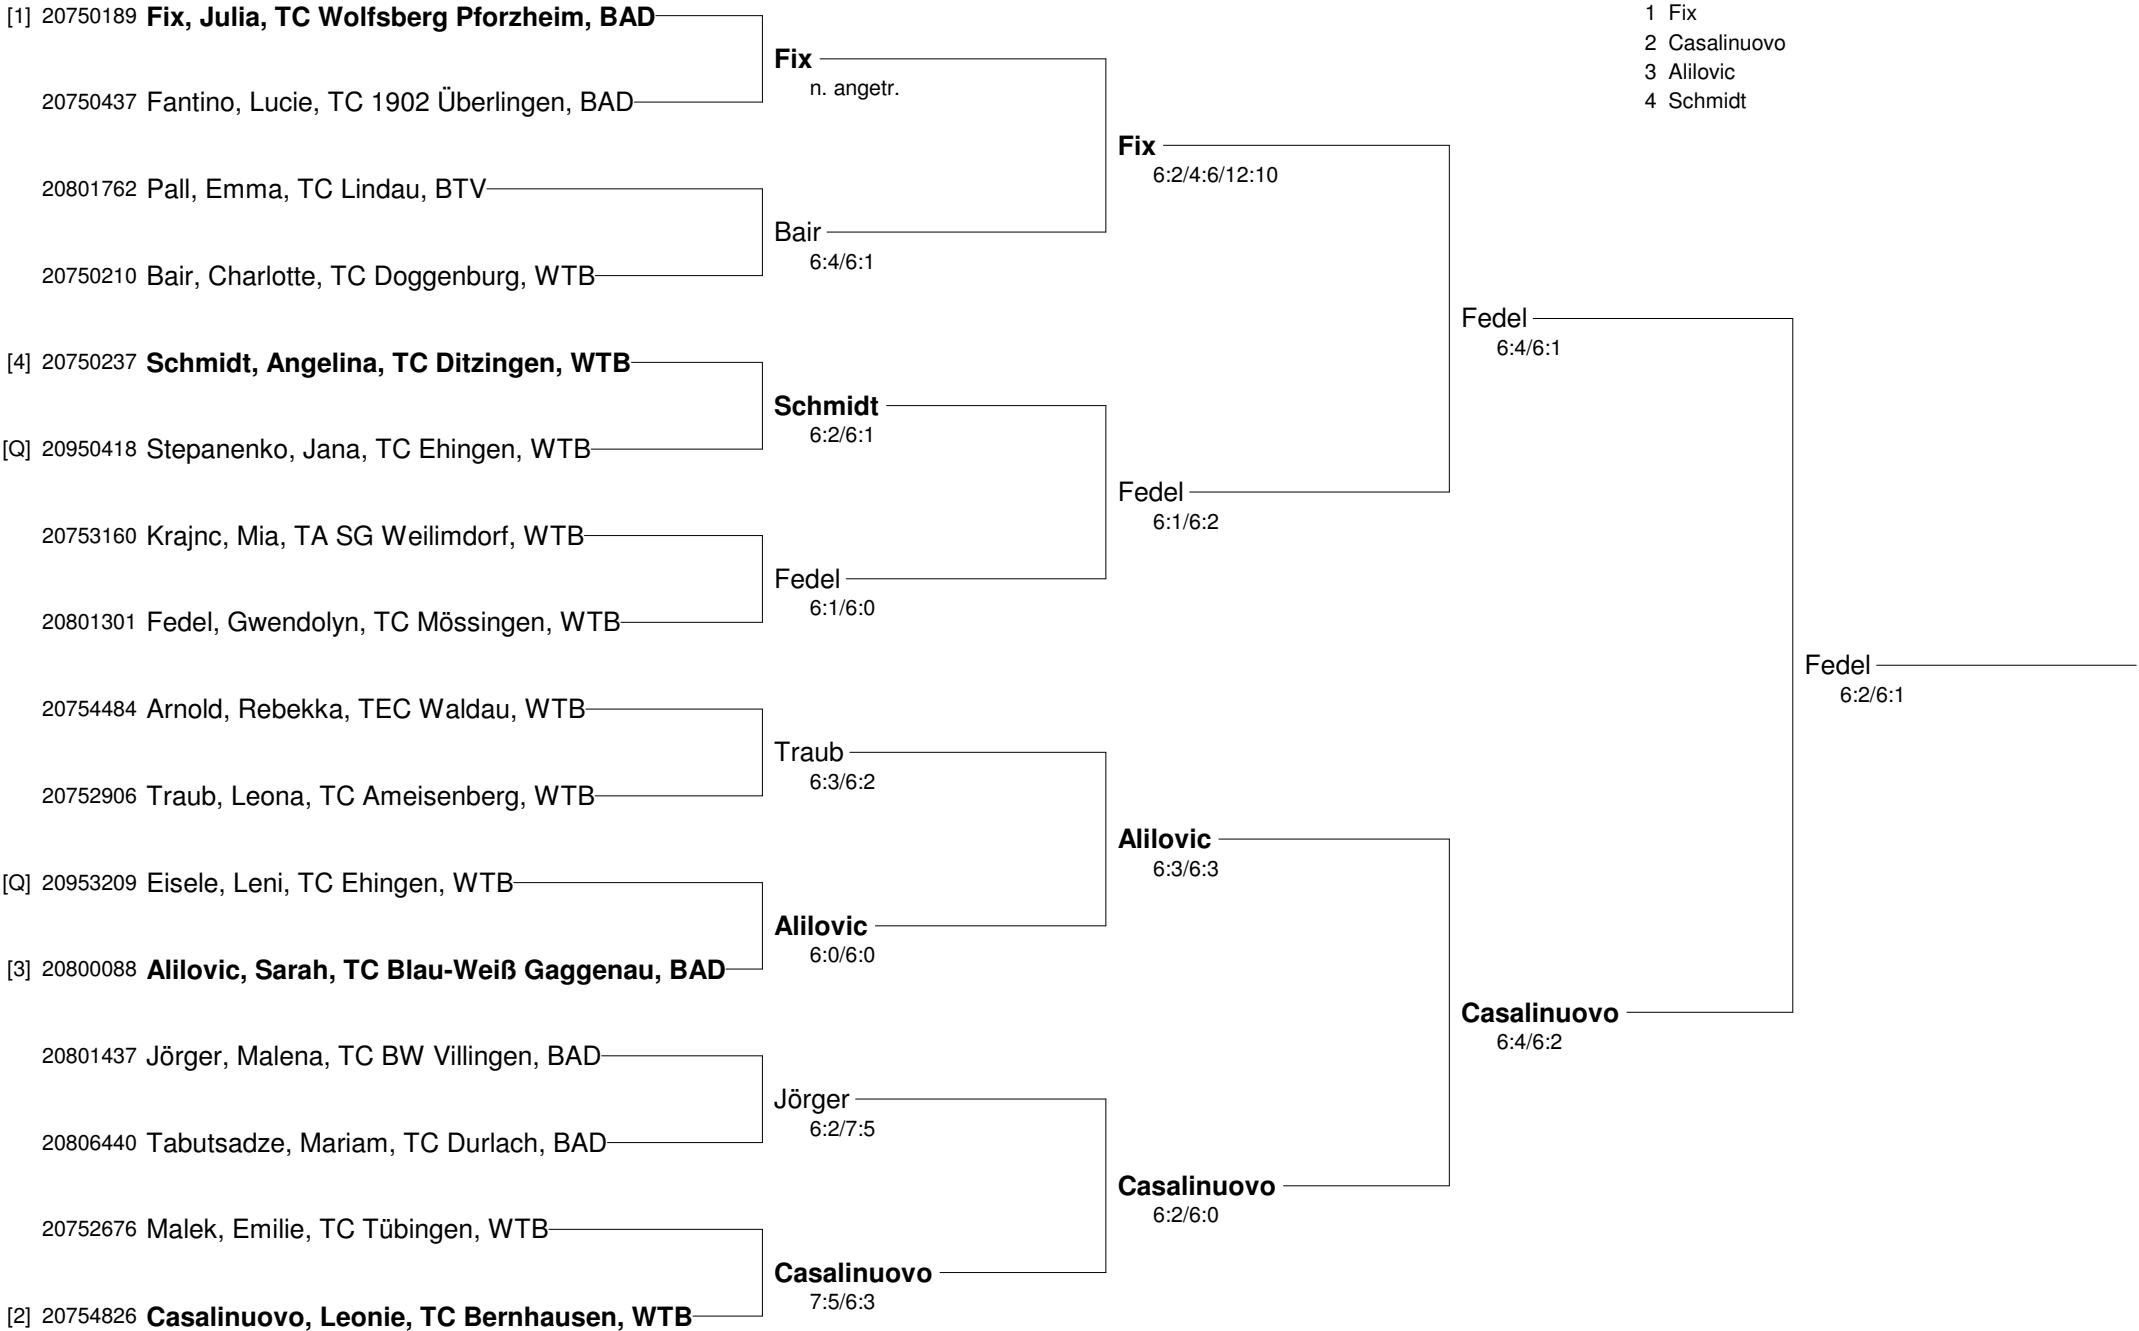 [1] 20750189 Fix, Julia, TC Wolfsberg Pforzheim, BAD
20750437 Fantino, Lucie, TC 1902 Überlingen, BAD
20801762 Pall, Emma, TC Lindau, BTV
20750210 Bair, Charlotte, TC Doggenburg, WTB
[4] 20750237 Schmidt, Angelina, TC Ditzingen, WTB
[Q] 20950418 Stepanenko, Jana, TC Ehingen, WTB
20753160 Krajnc, Mia, TA SG Weilimdorf, WTB
20801301 Fedel, Gwendolyn, TC Mössingen, WTB
20754484 Arnold, Rebekka, TEC Waldau, WTB
20752906 Traub, Leona, TC Ameisenberg, WTB
[Q] 20953209 Eisele, Leni, TC Ehingen, WTB
[3] 20800088 Alilovic, Sarah, TC Blau-Weiß Gaggenau, BAD
20801437 Jörger, Malena, TC BW Villingen, BAD
20806440 Tabutsadze, Mariam, TC Durlach, BAD
20752676 Malek, Emilie, TC Tübingen, WTB
[2] 20754826 Casalinuovo, Leonie, TC Bernhausen, WTB
Fix
n. angetr.
Bair
6:4/6:1
Schmidt
6:2/6:1
Fedel
6:1/6:0
Traub
6:3/6:2
Alilovic
6:0/6:0
Jörger
6:2/7:5
Casalinuovo
7:5/6:3
Fix
6:2/4:6/12:10
Fedel
6:1/6:2
Alilovic
6:3/6:3
Casalinuovo
6:2/6:0
Fedel
6:4/6:1
Casalinuovo
6:4/6:2
Fedel
6:2/6:1
1 Fix
2 Casalinuovo
3 Alilovic
4 Schmidt